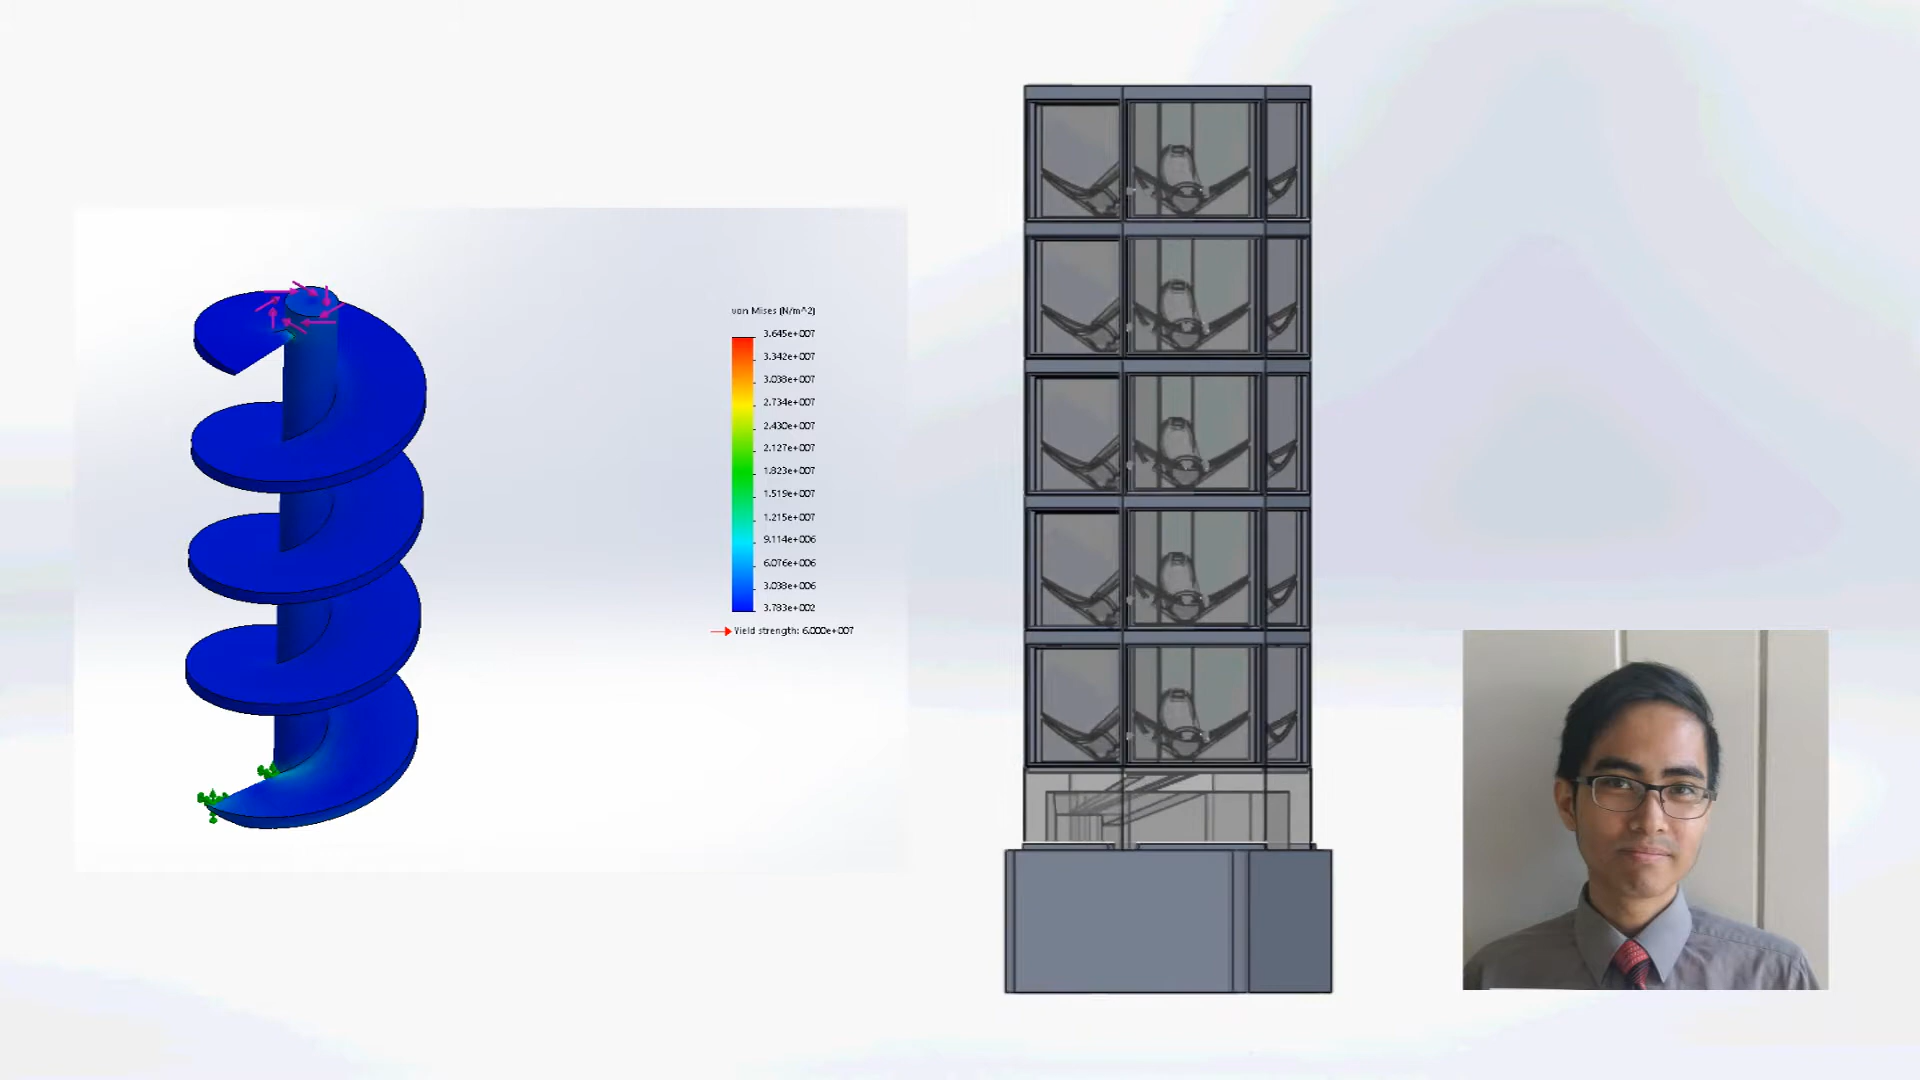 von Mises (N/m^2)
3.645e+007
3.342e+007
3.038e+007
2.734e+007
2.430e+007
2.127e+007
1.823e+007
1.519e+007
1.215e+007
9.114e+006
6.076e+006
3.038e+006
3.783e+002
Yield strength: 6.000e+007